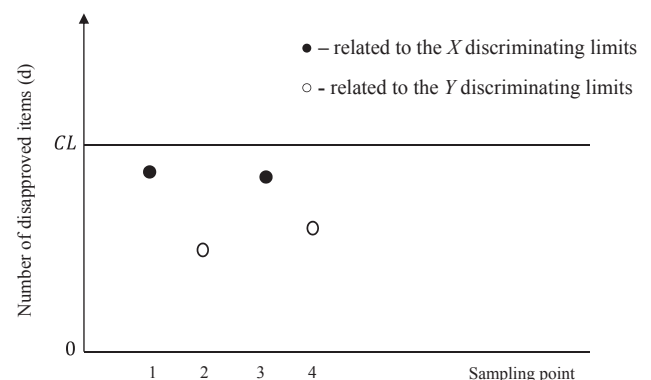 ● – related to the X discriminating limits
○ - related to the Y discriminating limits
Number of disapproved items (d)
CL
0
1 2 3 4 Sampling point